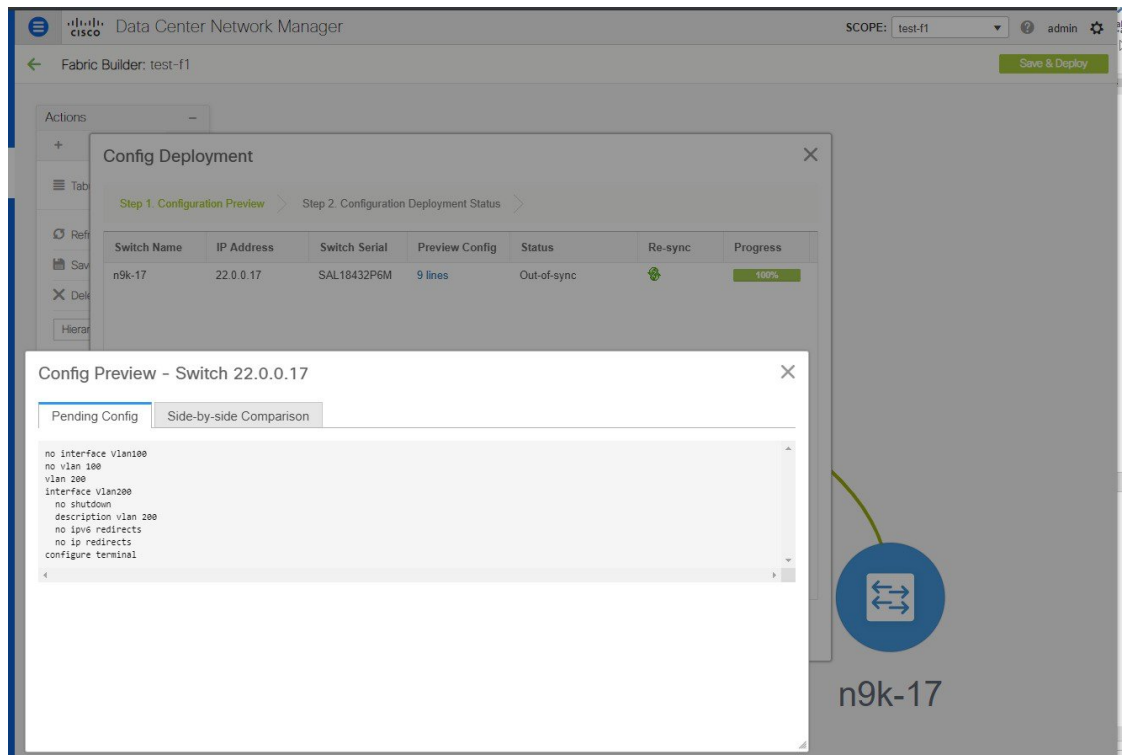 cisco Data Center Network Manager
SCOPE: test-f1
admin
Fabric Builder: test-f1
Save & Deploy
Actions
Config Deployment
Step 1. Configuration Preview
Step 2. Configuration Deployment Status
Switch Name IP Address Switch Serial Preview Config Status Re-sync Progress
n9k-17 22.0.0.17 SAL18432P6M 9 lines Out-of-sync 100%
Config Preview - Switch 22.0.0.17
Pending Config Side-by-side Comparison
no interface Vlan100
no vlan 100
vlan 200
interface Vlan200
no shutdown
description vlan 200
no ipv6 redirects
no ip redirects
configure terminal
n9k-17